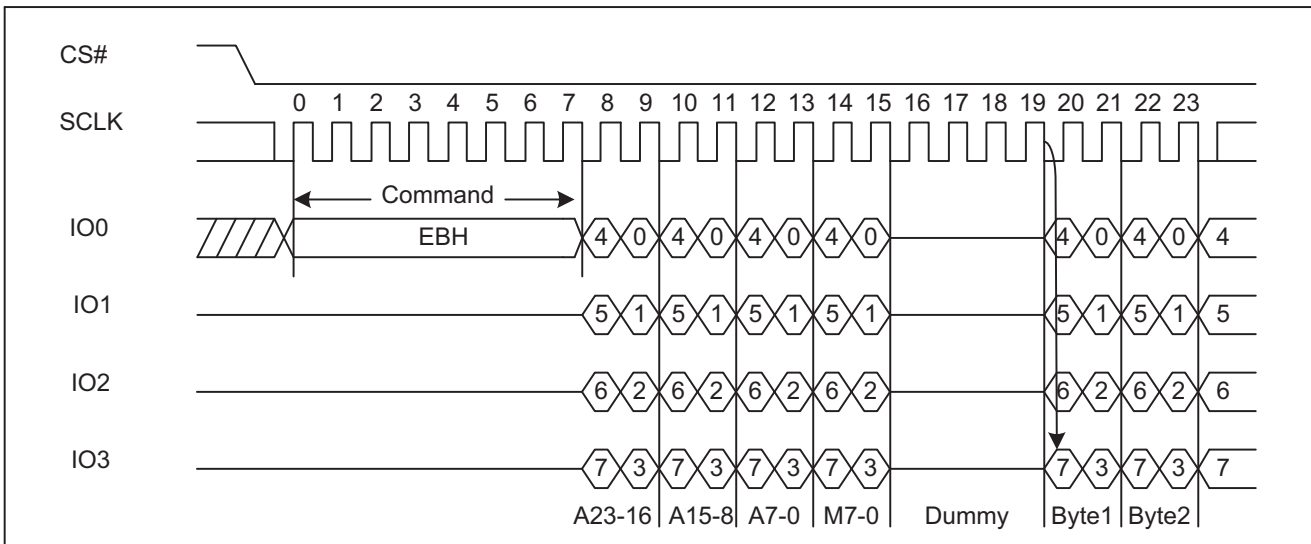 CS#
0 1 2 3 4 5 6 7 8 9 10 11 12 13 14 15 16 17 18 19 20 21 22 23
SCLK
Command
IO0 EBH 4 0 4 0 4 0 4 0 4 0 4 0 4
IO1 5 1 5 1 5 1 5 1 5 1 5 1 5
IO2 6 2 6 2 6 2 6 2 6 2 6 2 6
IO3 7 3 7 3 7 3 7 3 7 3 7 3 7
A23-16 A15-8 A7-0 M7-0 Dummy Byte1 Byte2